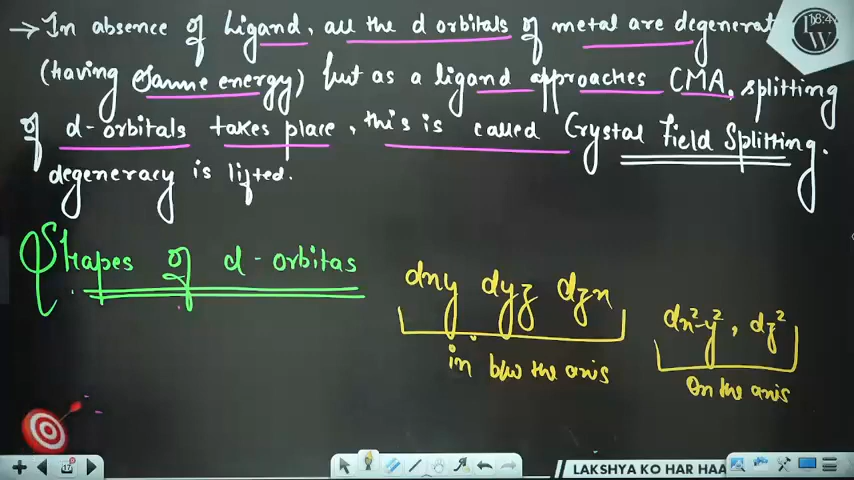 → In absence of Ligand, all the d orbitals of metal are degenerat
(having same energy) but as a ligand approaches CMA, splitting
of d-orbitals takes place, this is called Crystal Field Splitting.
degeneracy is lifted.
Shapes of d-orbitas
dxy dyz dzx
in b/w the axis
dx²-y², dz²
On the axis
LAKSHYA KO HAR HAA